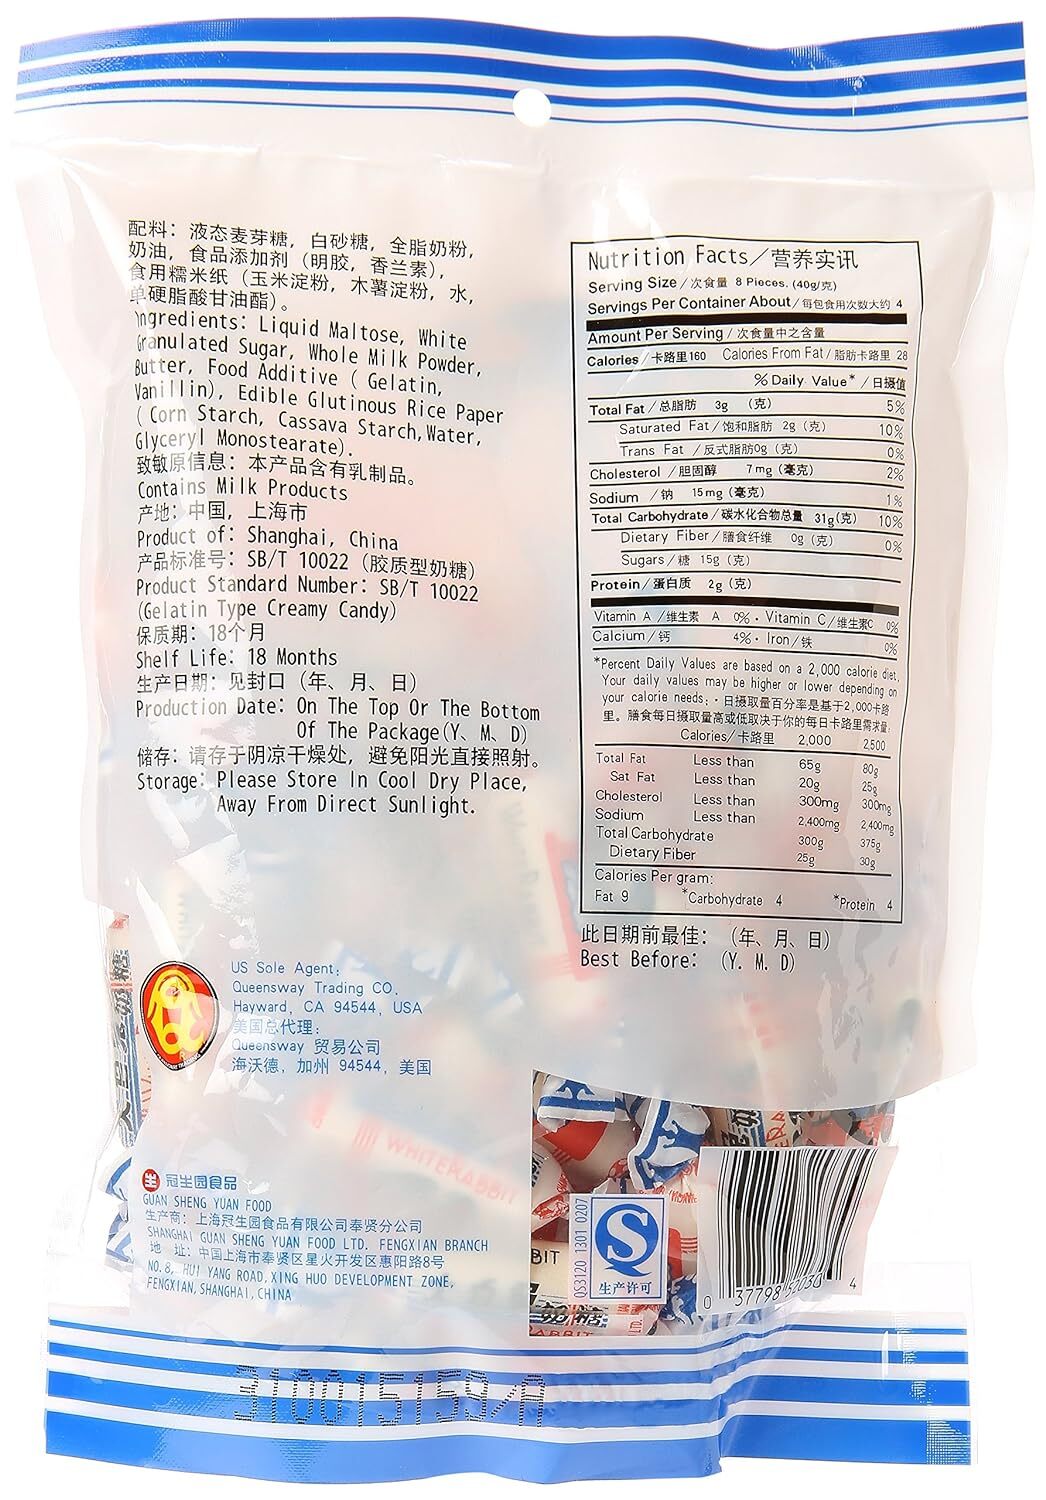 配料：液态麦芽糖，白砂糖，全脂奶粉，
奶油，食品添加剂（明胶，香兰素），
食用糯米纸（玉米淀粉，木薯淀粉，水，
单硬脂酸甘油酯）。
Ingredients: Liquid Maltose, White
Granulated Sugar, Whole Milk Powder,
Butter, Food Additive ( Gelatin,
Vanillin), Edible Glutinous Rice Paper
( Corn Starch, Cassava Starch, Water,
Glyceryl Monostearate).
致敏原信息：本产品含有乳制品。
Contains Milk Products
产地：中国，上海市
Product of: Shanghai, China
产品标准号：SB/T 10022（胶质型奶糖）
Product Standard Number: SB/T 10022
(Gelatin Type Creamy Candy)
保质期：18个月
Shelf Life: 18 Months
生产日期：见封口（年、月、日）
Production Date: On The Top Or The Bottom
Of The Package(Y、M、D)
储存：请存于阴凉干燥处，避免阳光直接照射。
Storage: Please Store In Cool Dry Place,
Away From Direct Sunlight.
Nutrition Facts／营养实讯
Serving Size／次食量 8 Pieces. (40g/克)
Servings Per Container About／每包食用次数大约 4
Amount Per Serving／次食量中之含量
Calories／卡路里160 Calories From Fat／脂肪卡路里 28
% Daily Value*／日摄值
Total Fat／总脂肪 3g （克） 5%
Saturated Fat／饱和脂肪 2g（克） 10%
Trans Fat／反式脂肪0g（克） 0%
Cholesterol／胆固醇 7mg（毫克） 2%
Sodium ／钠 15mg（毫克） 1%
Total Carbohydrate／碳水化合物总量 31g(克) 10%
Dietary Fiber／膳食纤维 0g（克） 0%
Sugars／糖 15g（克）
Protein／蛋白质 2g（克）
Vitamin A／维生素 A 0%・Vitamin C／维生素C 0%
Calcium／钙 4%・Iron／铁 0%
*Percent Daily Values are based on a 2,000 calorie diet.
Your daily values may be higher or lower depending on
your calorie needs:・日摄取量百分率是基于2,000卡路
里。膳食每日摄取量高或低取决于你的每日卡路里需求量:
Calories／卡路里 2,000 2,500
Total Fat Less than 65g 80g
Sat Fat Less than 20g 25g
Cholesterol Less than 300mg 300mg
Sodium Less than 2,400mg 2,400mg
Total Carbohydrate 300g 375g
Dietary Fiber 25g 30g
Calories Per gram:
Fat 9 *Carbohydrate 4 *Protein 4
此日期前最佳：（年、月、日）
Best Before: (Y. M. D)
US Sole Agent:
Queensway Trading CO.
Hayward, CA 94544, USA
美国总代理：
Queensway 贸易公司
海沃德，加州 94544，美国
WHITE RABBIT
生 冠生园食品
GUAN SHENG YUAN FOOD
生产商：上海冠生园食品有限公司奉贤分公司
SHANGHAI GUAN SHENG YUAN FOOD LTD. FENGXIAN BRANCH
地 址：中国上海市奉贤区星火开发区惠阳路8号
NO.8, HUI YANG ROAD, XING HUO DEVELOPMENT ZONE,
FENGXIAN, SHANGHAI, CHINA
QS3120 1301 0207
生产许可
0 37798 52030 4
310015159/A